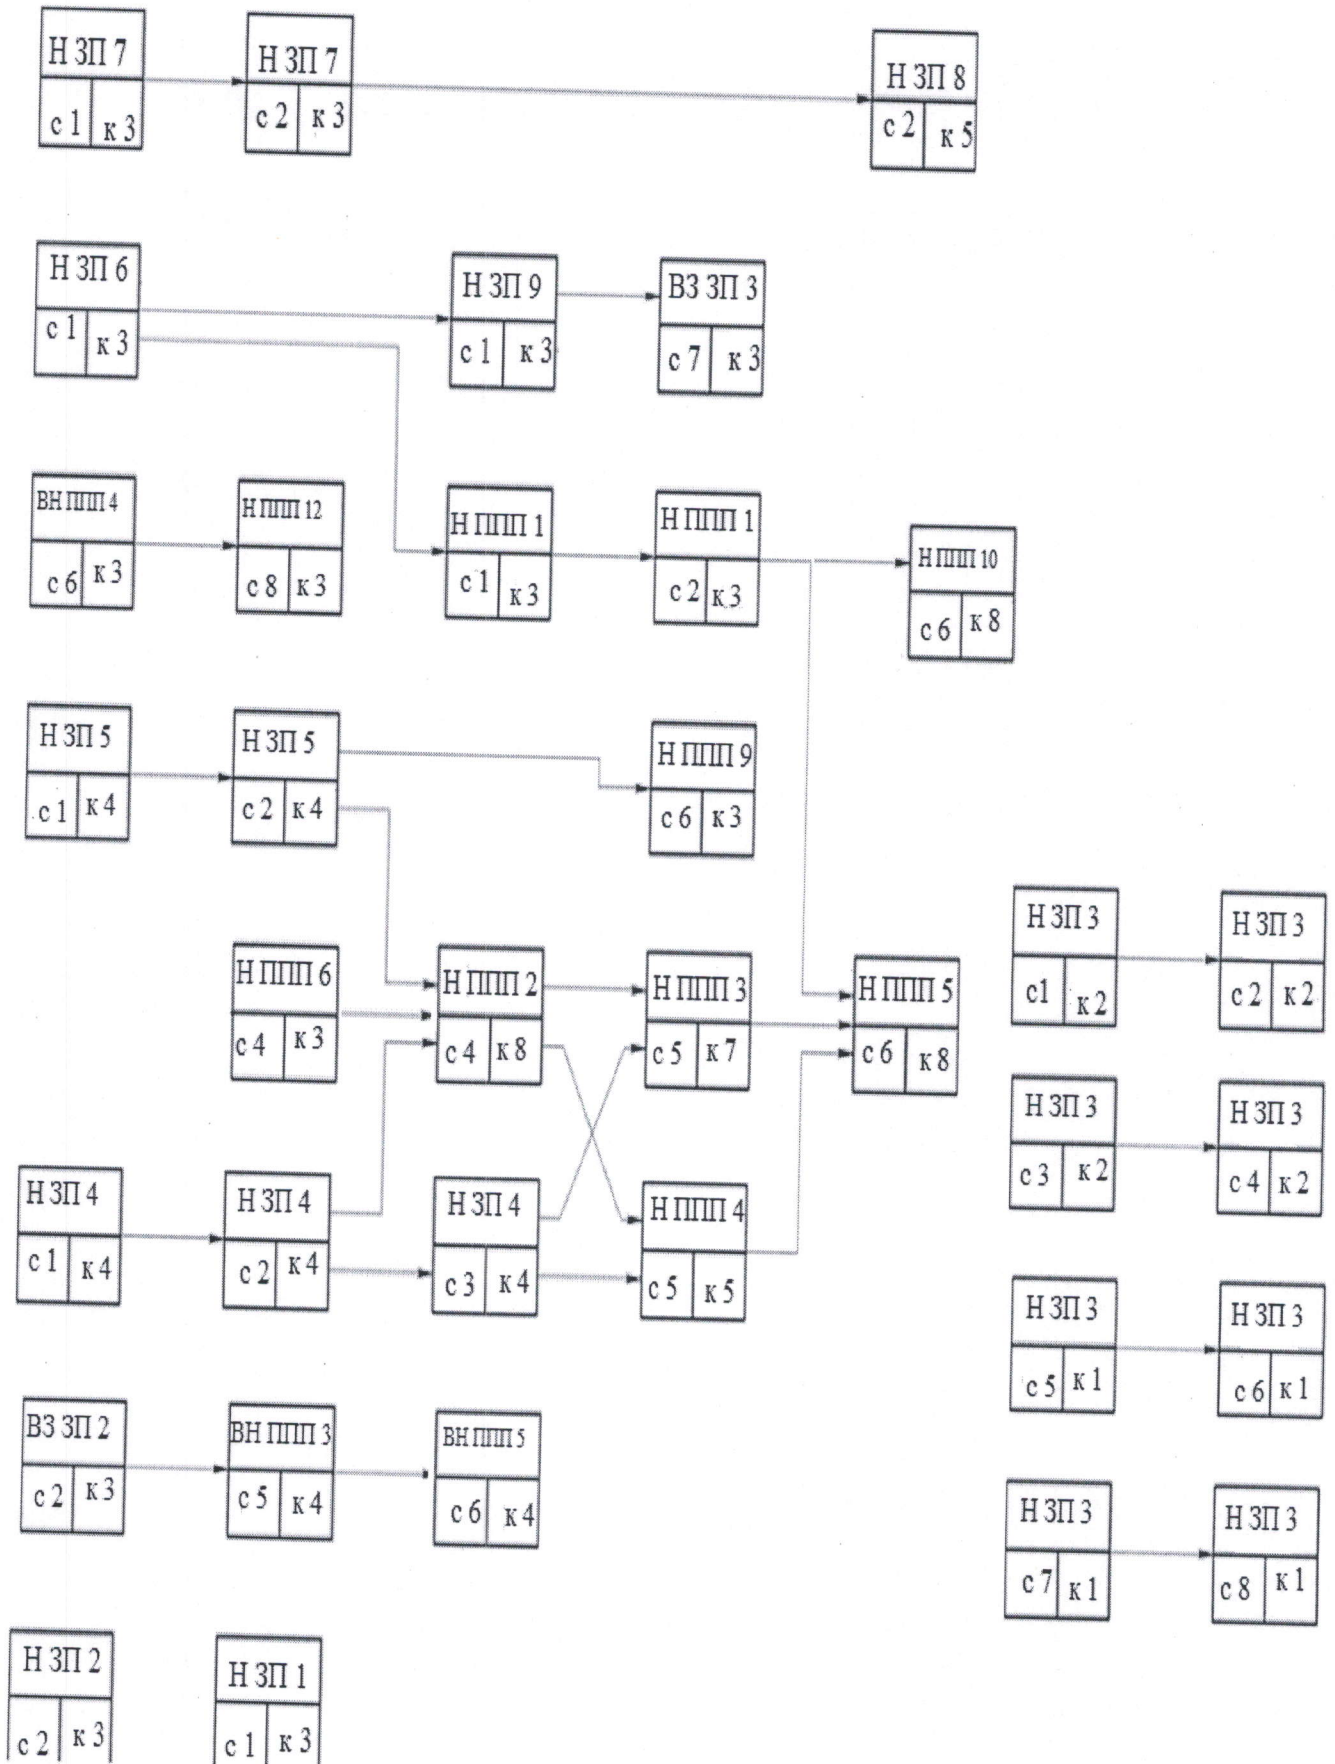 Н ЗП 7
с 1 к 3
Н ЗП 7
с 2 к 3
Н ЗП 8
с 2 к 5
Н ЗП 6
с 1 к 3
Н ЗП 9
с 1 к 3
ВЗ ЗП 3
с 7 к 3
ВН ППП 4
с 6 к 3
Н ППП 12
с 8 к 3
Н ППП 1
с 1 к 3
Н ППП 1
с 2 к 3
Н ППП 10
с 6 к 8
Н ЗП 5
с 1 к 4
Н ЗП 5
с 2 к 4
Н ППП 9
с 6 к 3
Н ППП 6
с 4 к 3
Н ППП 2
с 4 к 8
Н ППП 3
с 5 к 7
Н ППП 5
с 6 к 8
Н ЗП 3
с1 к 2
Н ЗП 3
с 2 к 2
Н ЗП 3
с 3 к 2
Н ЗП 3
с 4 к 2
Н ЗП 4
с 1 к 4
Н ЗП 4
с 2 к 4
Н ЗП 4
с 3 к 4
Н ППП 4
с 5 к 5
Н ЗП 3
с 5 к 1
Н ЗП 3
с 6 к 1
ВЗ ЗП 2
с 2 к 3
ВН ППП 3
с 5 к 4
ВН ППП 5
с 6 к 4
Н ЗП 3
с 7 к 1
Н ЗП 3
с 8 к 1
Н ЗП 2
с 2 к 3
Н ЗП 1
с 1 к 3